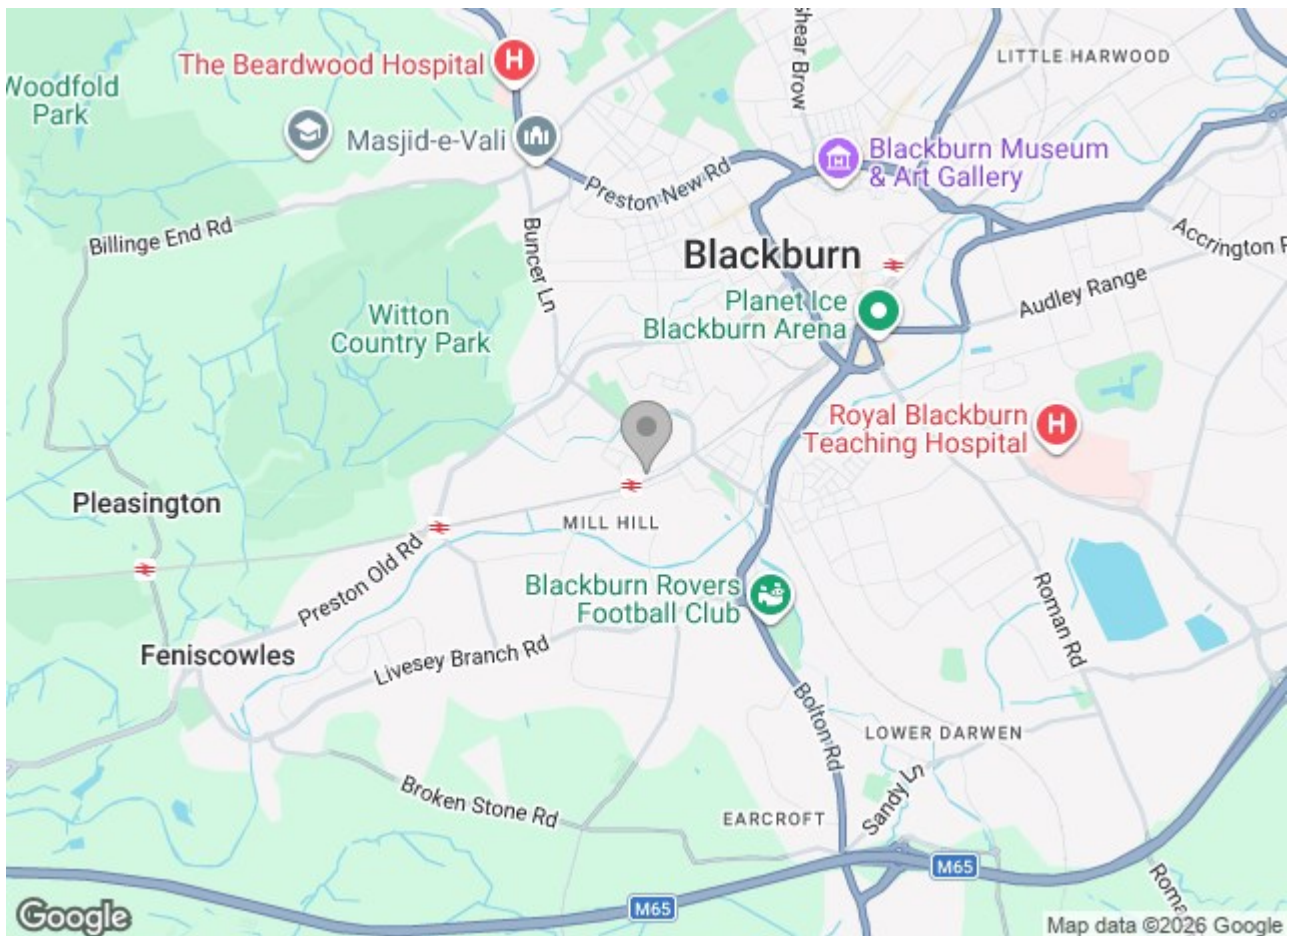 Shear Brow
LITTLE HARWOOD
The Beardwood Hospital
H
Woodfold
Park
Masjid-e-Vali
Blackburn Museum
& Art Gallery
Preston New Rd
Billinge End Rd
Buncer Ln
Accrington
Blackburn
Audley Range
Planet Ice
Blackburn Arena
Witton
Country Park
Royal Blackburn
Teaching Hospital
H
Pleasington
MILL HILL
Preston Old Rd
Blackburn Rovers
Football Club
Roman Rd
Feniscowles
Livesey Branch Rd
Bolton Rd
LOWER DARWEN
Sandy Ln
Broken Stone Rd
EARCROFT
M65
M65
Roma
Google
Map data ©2026 Google